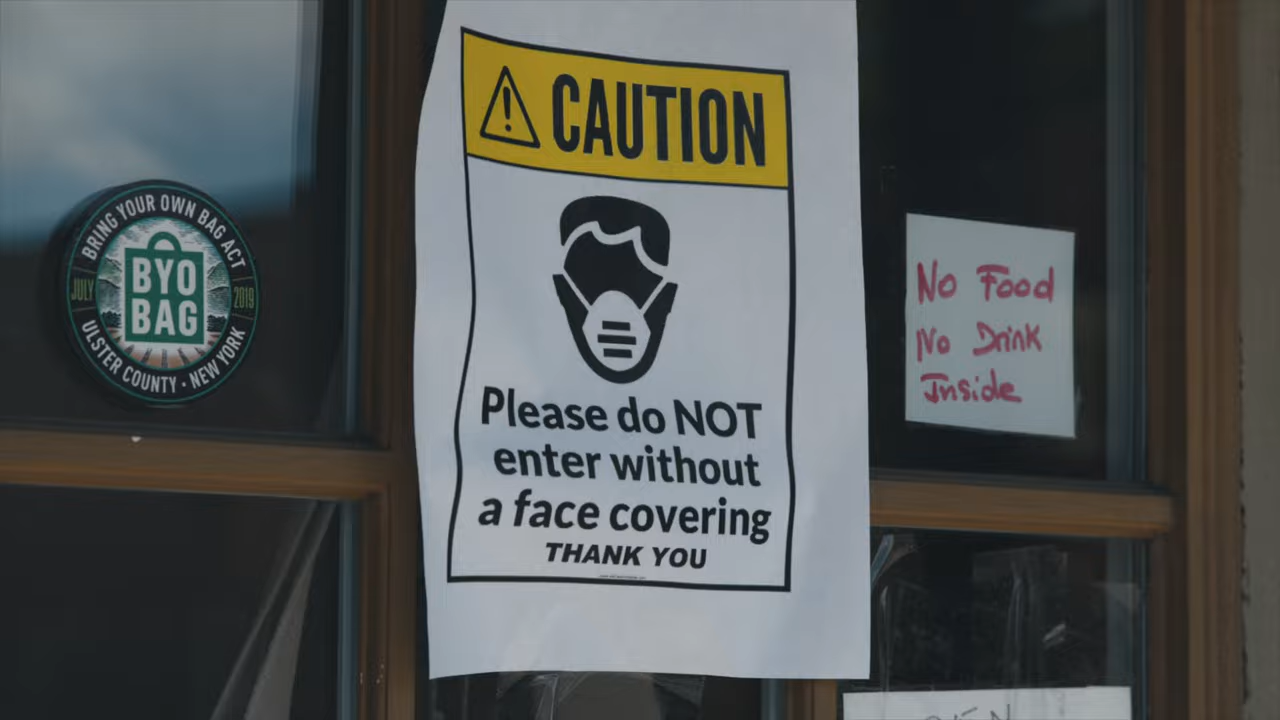 BRING YOUR OWN BAG ACT
JULY
BYO
BAG
2019
ULSTER COUNTY • NEW YORK
CAUTION
Please do NOT
enter without
a face covering
THANK YOU
No Food
No Drink
Inside